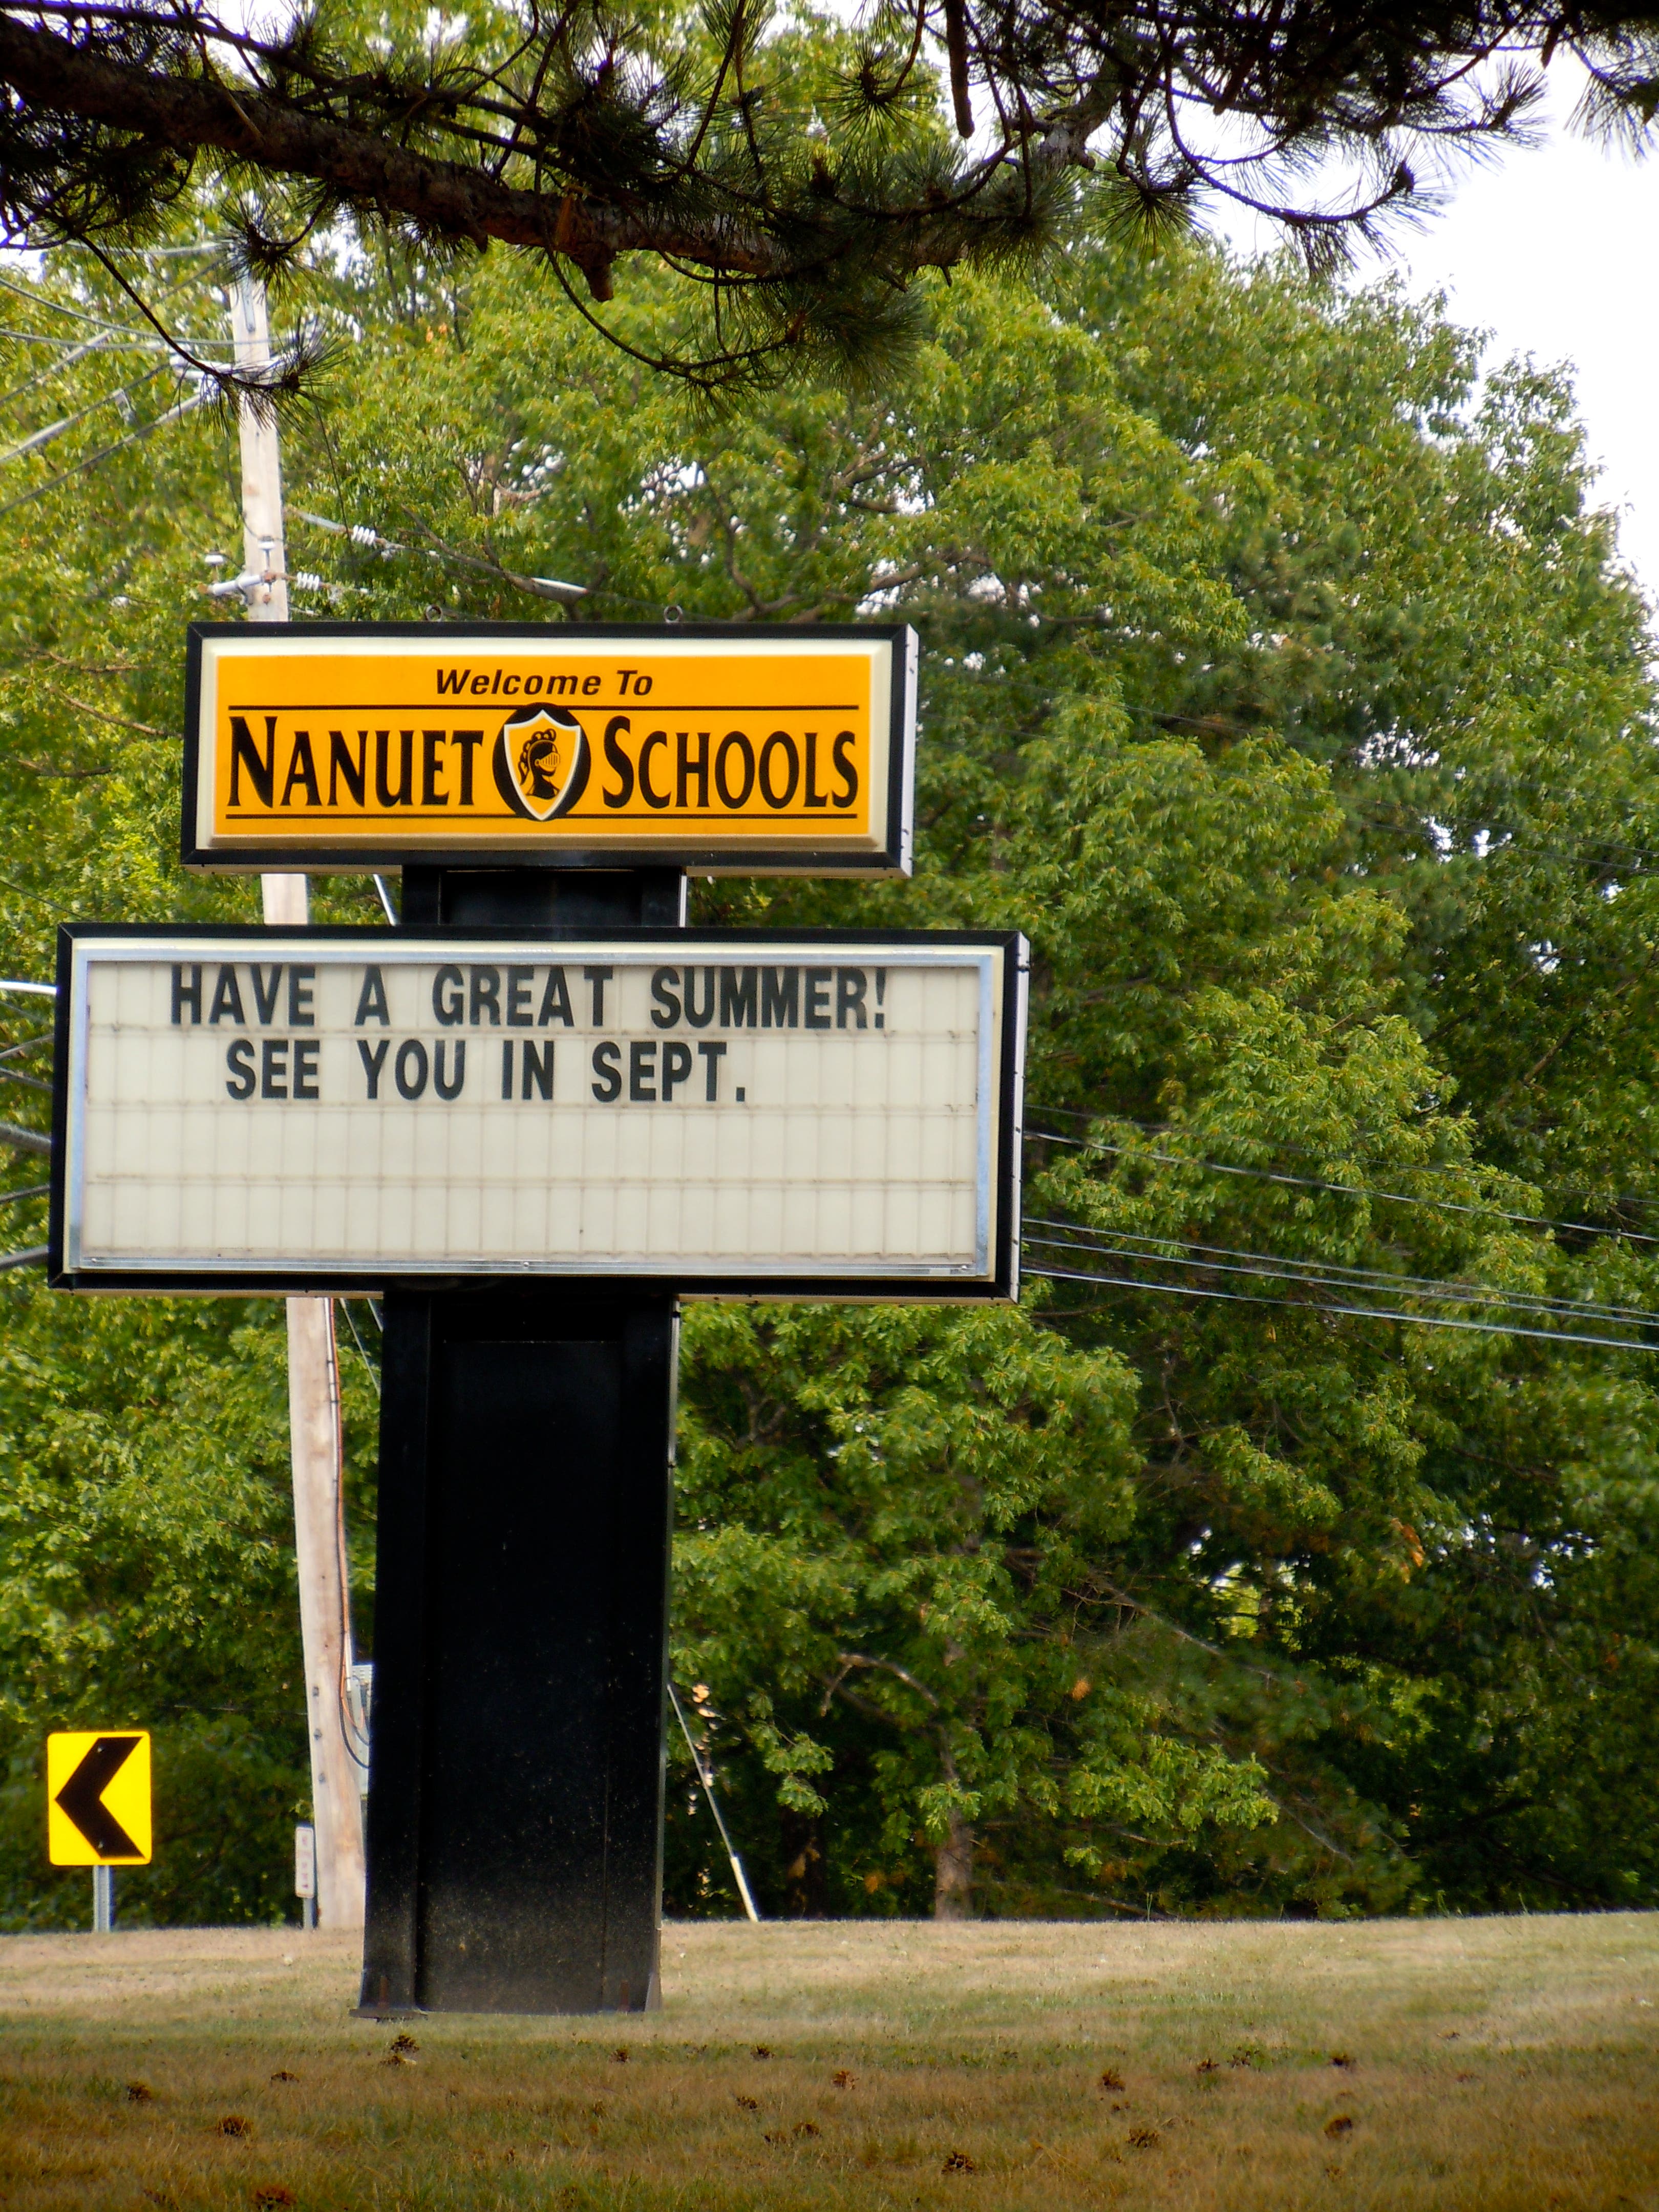 Welcome To
NANUET SCHOOLS
HAVE A GREAT SUMMER!
SEE YOU IN SEPT.